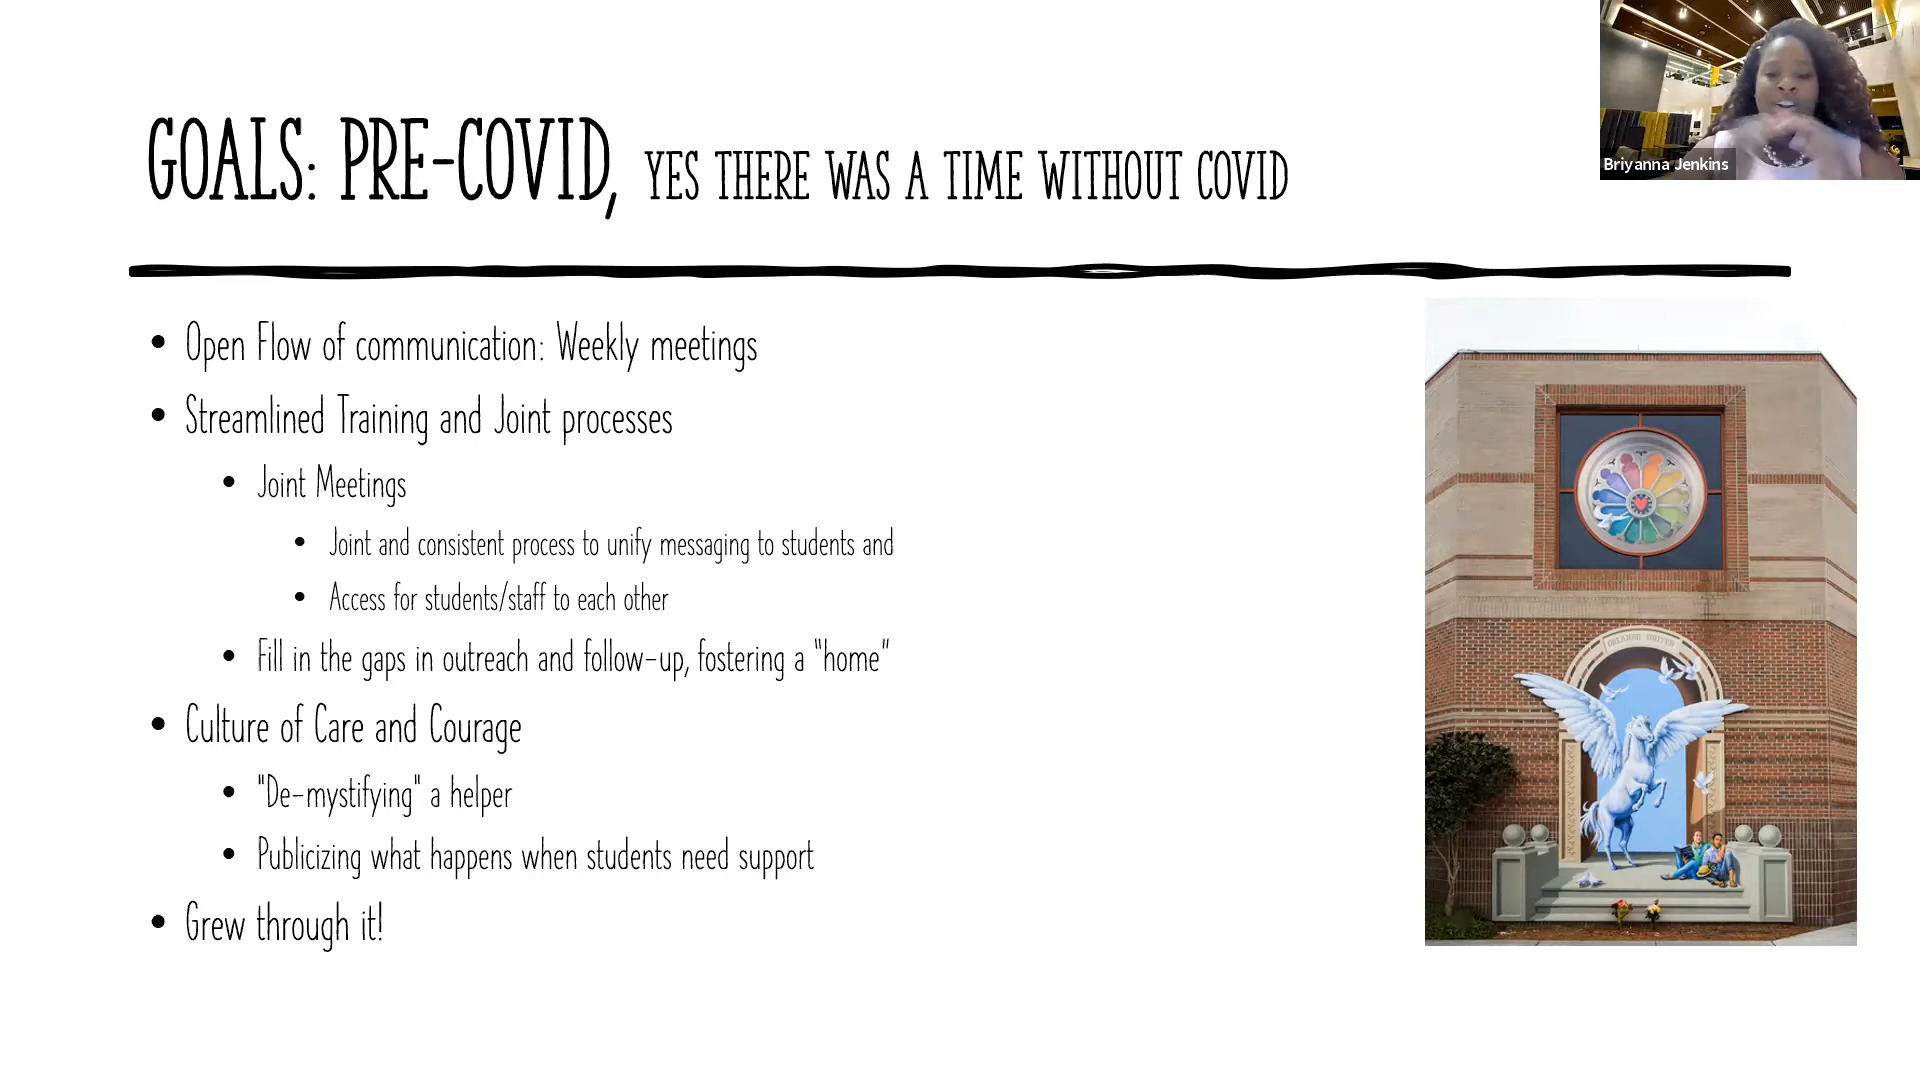 GOALS: PRE-COVID, YES THERE WAS A TIME WITHOUT COVID
Briyanna Jenkins
• Open Flow of communication: Weekly meetings
• Streamlined Training and Joint processes
• Joint Meetings
• Joint and consistent process to unify messaging to students and
• Access for students/staff to each other
• Fill in the gaps in outreach and follow-up, fostering a "home"
• Culture of Care and Courage
• "De-mystifying" a helper
• Publicizing what happens when students need support
• Grew through it!
ORLANDO UNITED